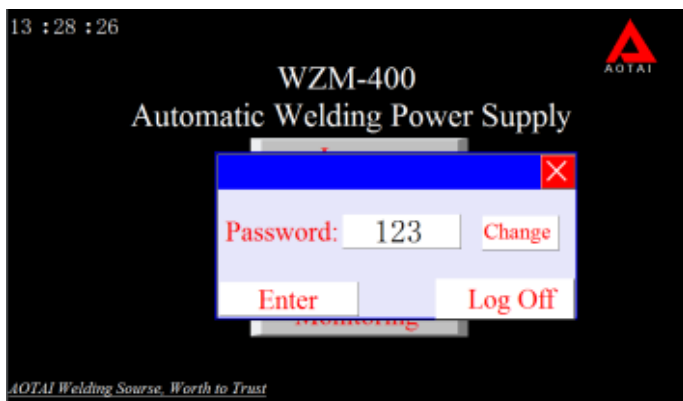 13 :28 :26
AOTAI
WZM-400
Automatic Welding Power Supply
Password: 123 Change
Enter Log Off
Monitoring
AOTAI Welding Sourse, Worth to Trust